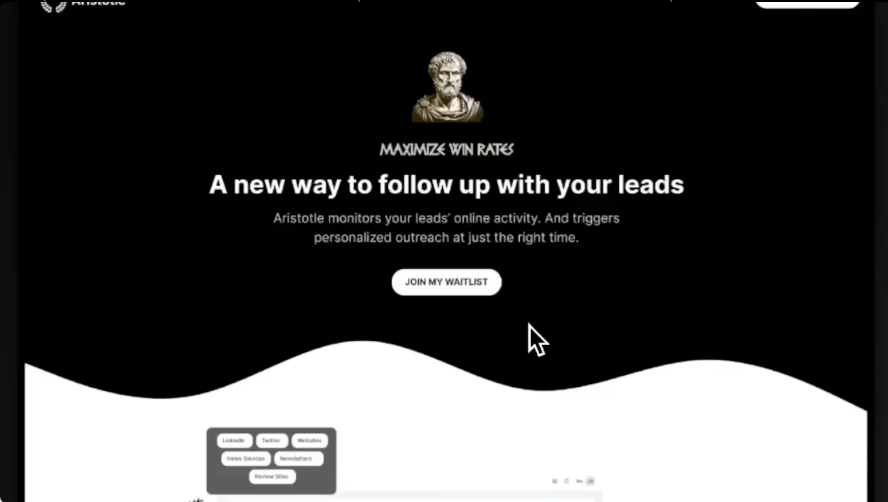 Aristotle
MAXIMIZE WIN RATES
A new way to follow up with your leads
Aristotle monitors your leads' online activity. And triggers
personalized outreach at just the right time.
JOIN MY WAITLIST
LinkedIn Twitter Websites
News Sources Newsletters
Review Sites